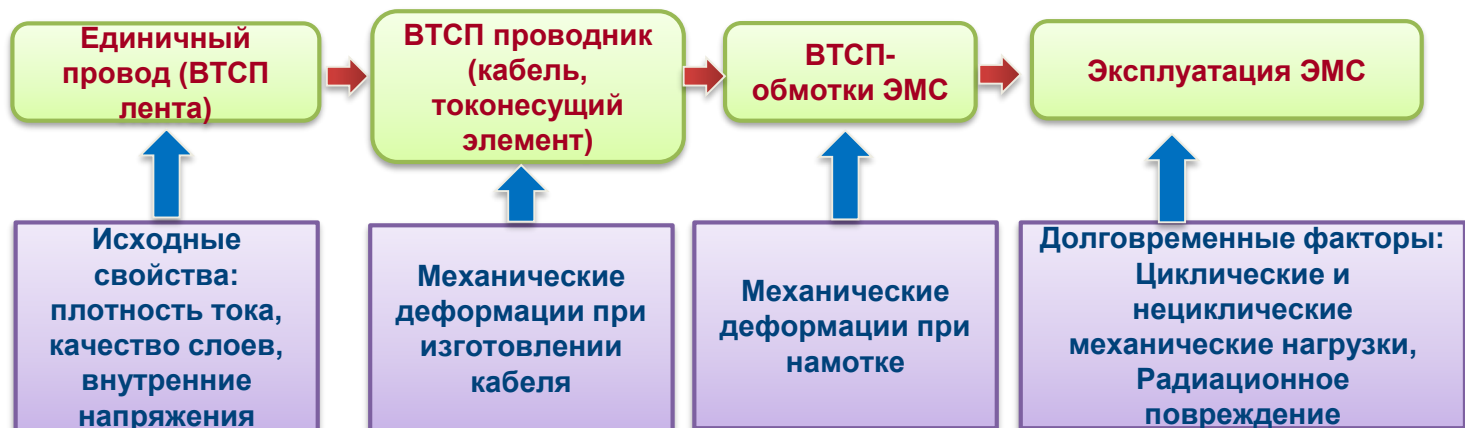 Единичный
провод (ВТСП
лента)
ВТСП проводник
(кабель,
токонесущий
элемент)
ВТСП-
обмотки ЭМС
Эксплуатация ЭМС
Исходные
свойства:
плотность тока,
качество слоев,
внутренние
напряжения
Механические
деформации при
изготовлении
кабеля
Механические
деформации при
намотке
Долговременные факторы:
Циклические и
нециклические
механические нагрузки,
Радиационное
повреждение